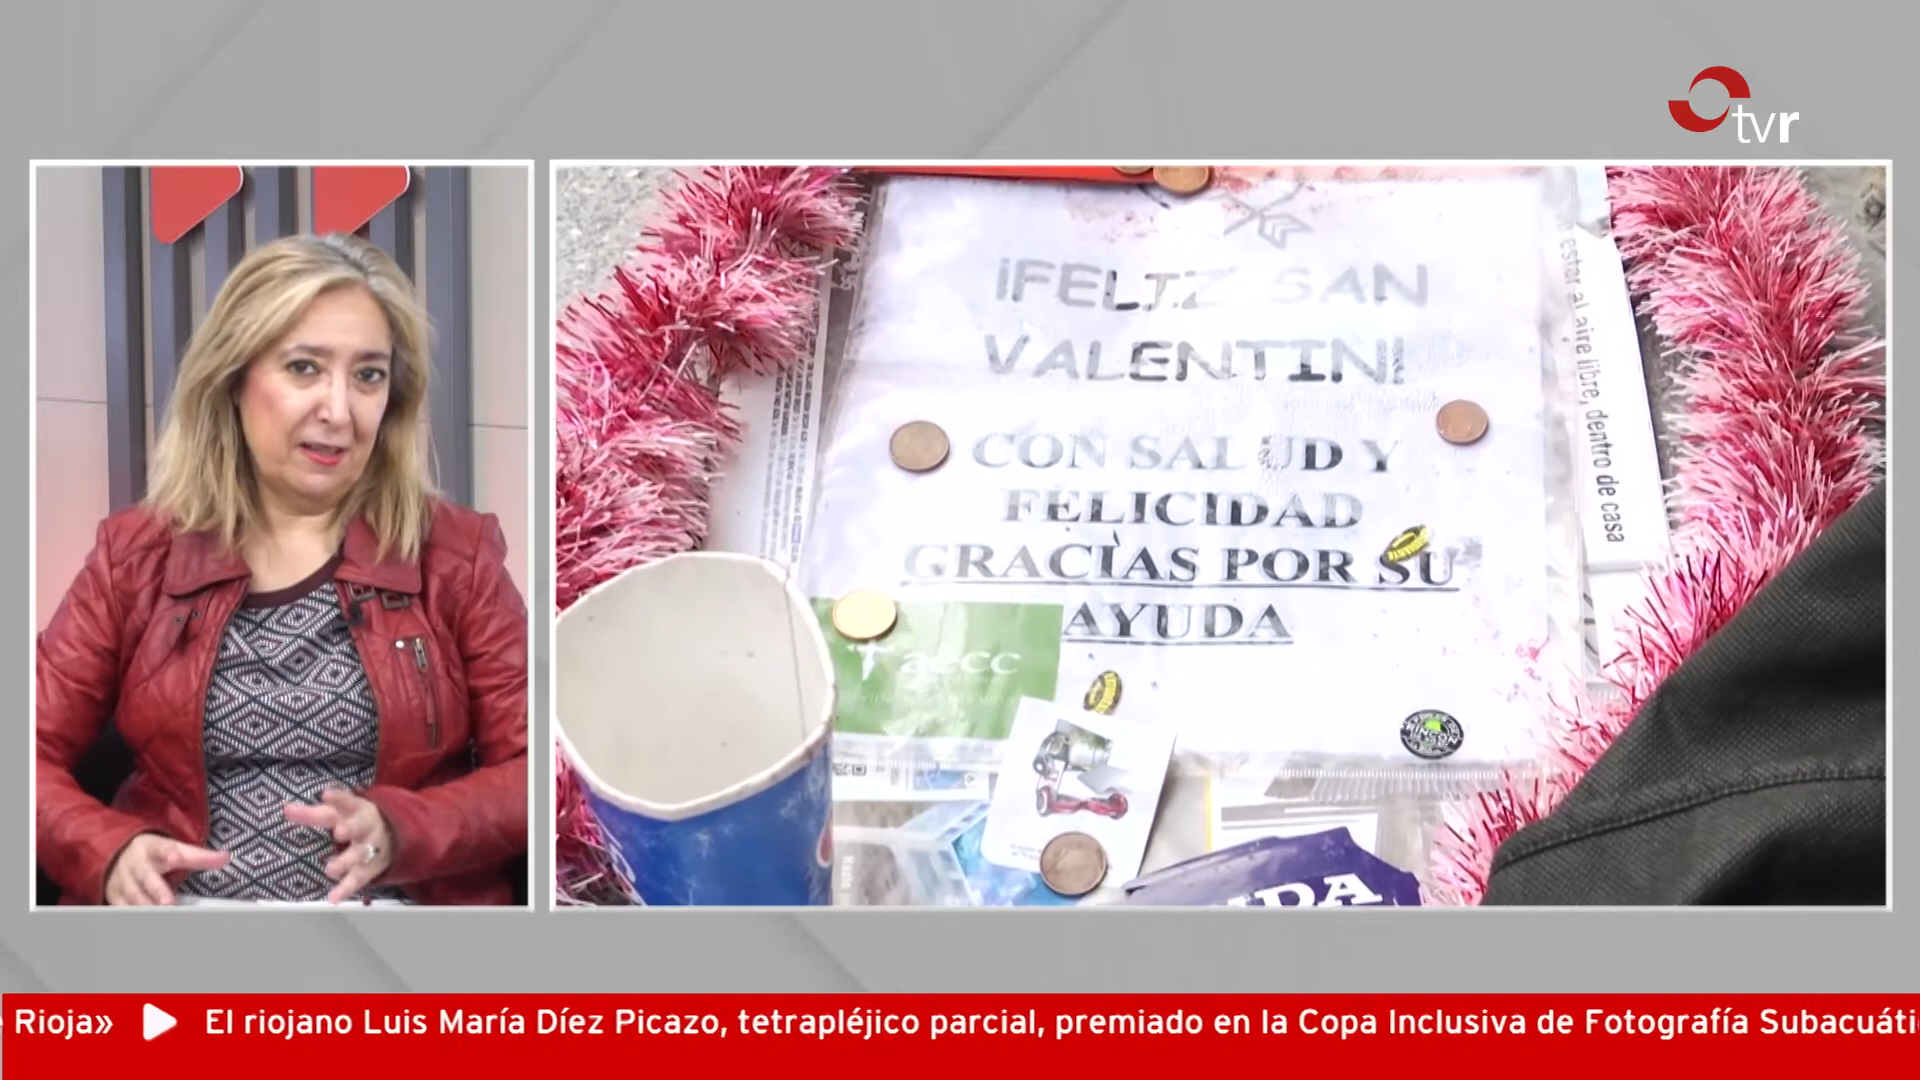 tvr
¡FELIZ SAN
VALENTIN!
CON SALUD Y
FELICIDAD
GRACIAS POR SU
AYUDA
estar al aire libre, dentro de casa
aecc
RINCON
Rioja» El riojano Luis María Díez Picazo, tetrapléjico parcial, premiado en la Copa Inclusiva de Fotografía Subacuáti